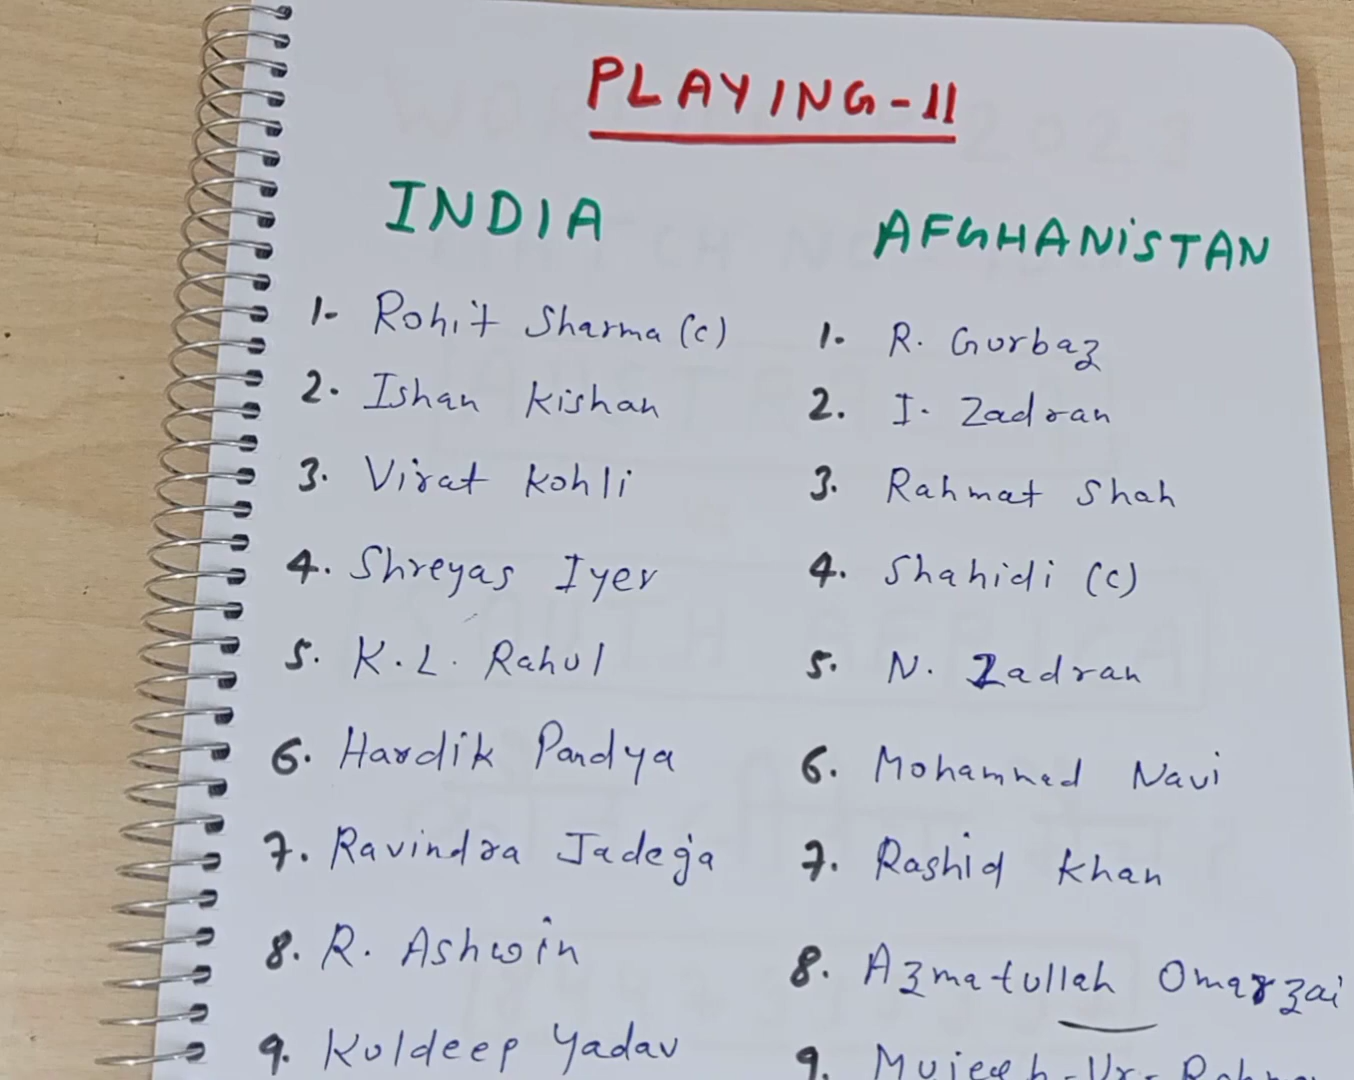 PLAYING-11
INDIA
1- Rohit Sharma (c)
2. Ishan Kishan
3. Virat Kohli
4. Shreyas Iyer
5. K.L. Rahul
6. Hardik Pandya
7. Ravindra Jadeja
8. R. Ashwin
9. Kuldeep Yadav
AFGHANiSTAN
1. R. Gurbaz
2. I. Zadran
3. Rahmat Shah
4. Shahidi (c)
5. N. Zadran
6. Mohammed Navi
7. Rashid Khan
8. Azmatullah Omarzai
9. Mujeeb-Ur-